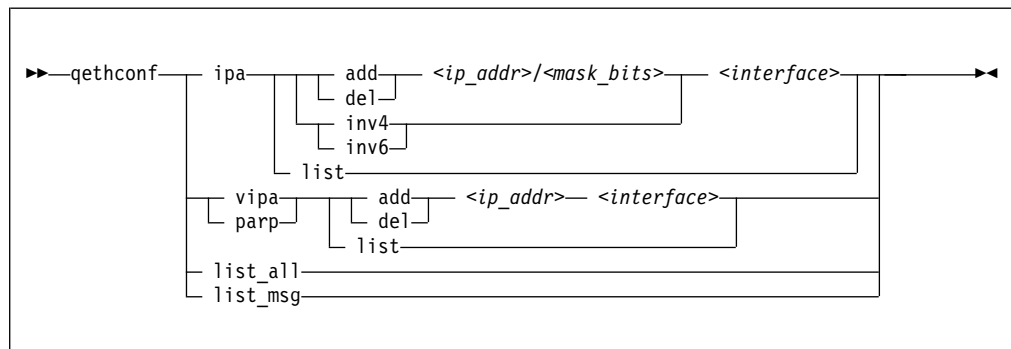 qethconf ipa add <ip_addr>/<mask_bits> <interface>
del
inv4
inv6
list
vipa add <ip_addr> <interface>
parp del
list
list_all
list_msg